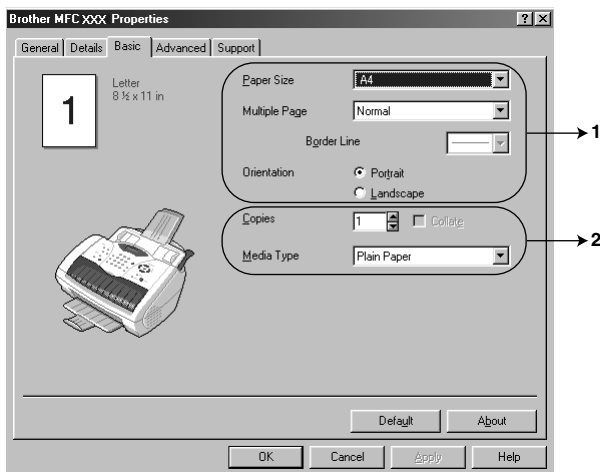 Brother MFC XXX Properties
General Details Basic Advanced Support
1
Letter
8 ½ x 11 in
Paper Size A4
Multiple Page Normal
Border Line
Orientation Portrait
Landscape
1
Copies 1 Collate
Media Type Plain Paper
2
Default About
OK Cancel Apply Help